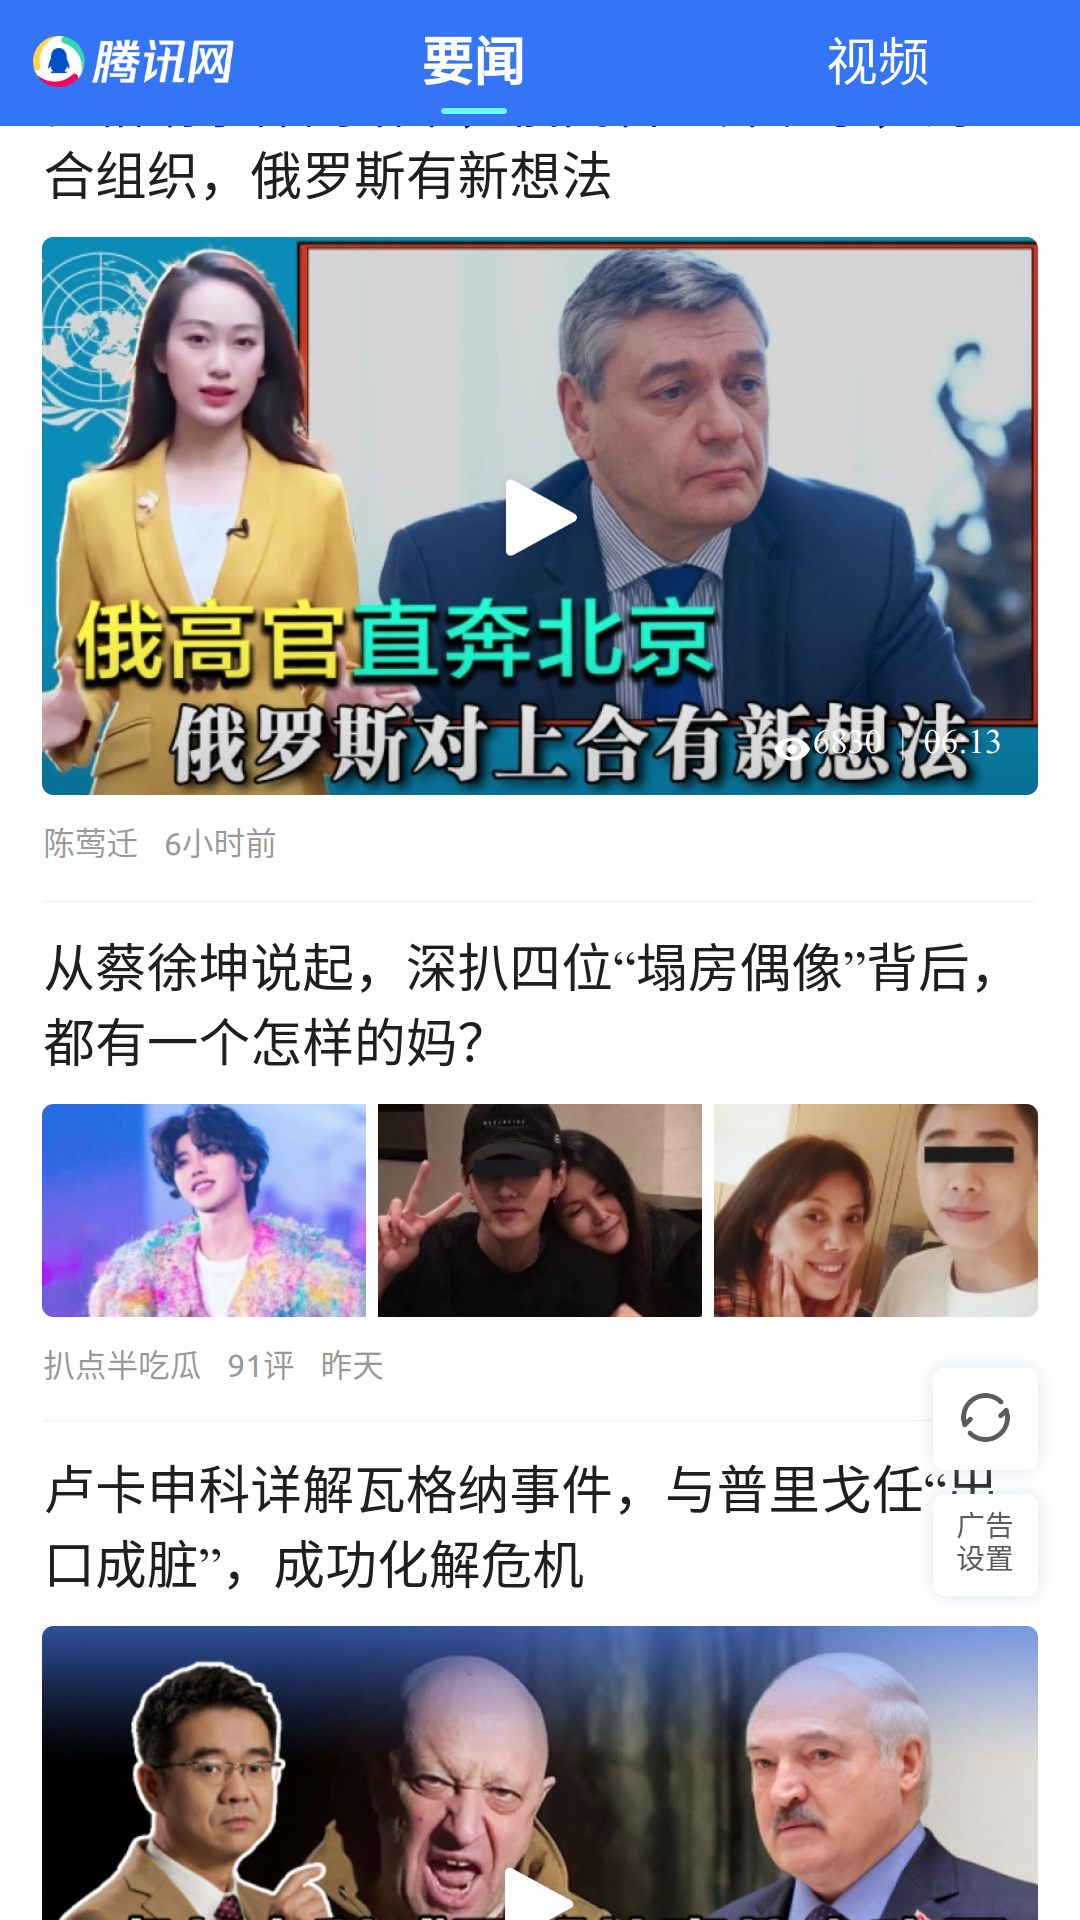 腾讯网
要闻
视频
合组织，俄罗斯有新想法
俄高官直奔北京
俄罗斯对上合有新想法
6830 | 06:13
陈莺迁 6小时前
从蔡徐坤说起，深扒四位“塌房偶像”背后，
都有一个怎样的妈？
扒点半吃瓜 91评 昨天
卢卡申科详解瓦格纳事件，与普里戈任“出
口成脏”，成功化解危机
广告
设置